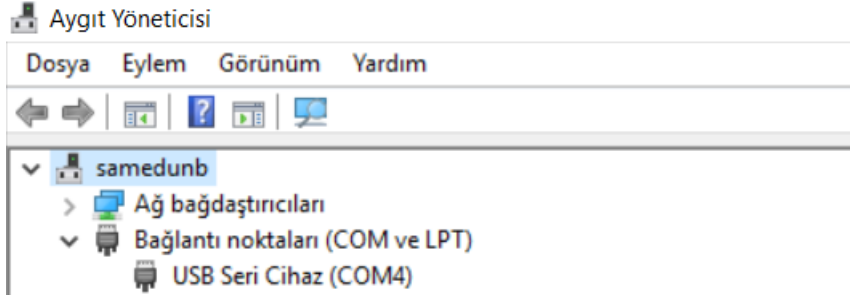 Aygıt Yöneticisi
Dosya Eylem Görünüm Yardım
samedunb
Ağ bağdaştırıcıları
Bağlantı noktaları (COM ve LPT)
USB Seri Cihaz (COM4)